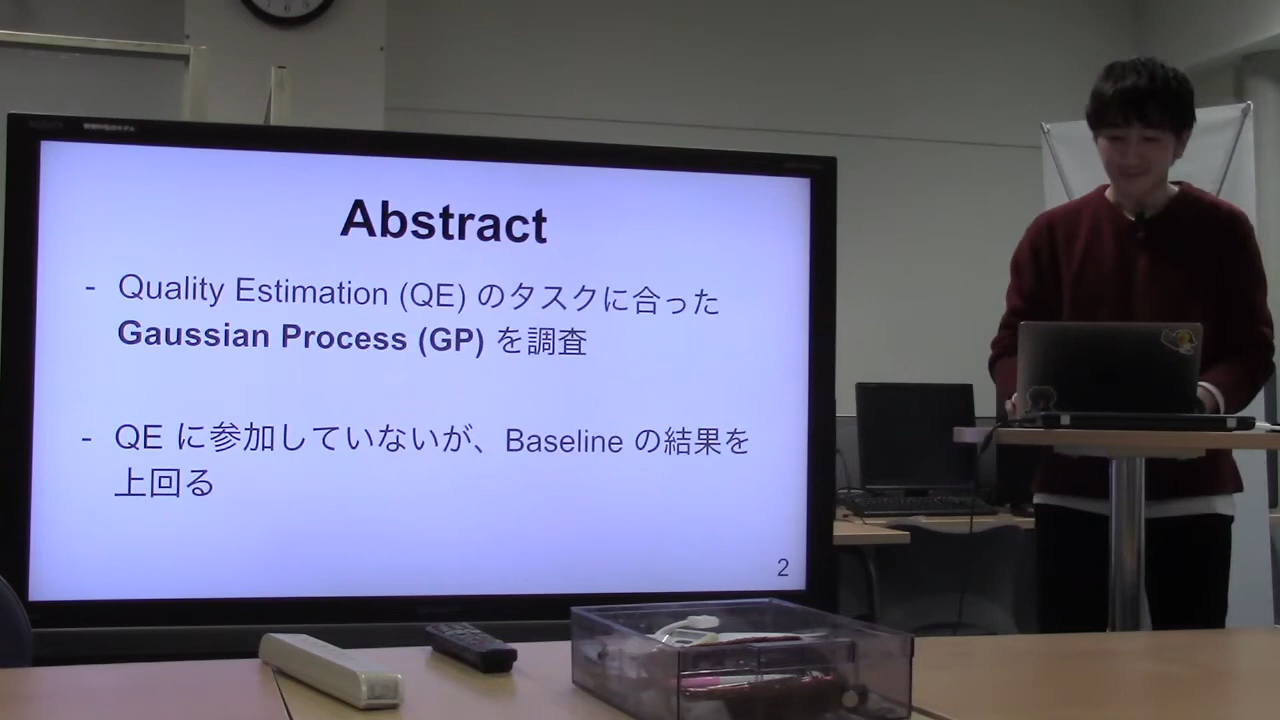 Abstract
- Quality Estimation (QE) のタスクに合った
Gaussian Process (GP) を調査
- QE に参加していないが、Baseline の結果を
上回る
2